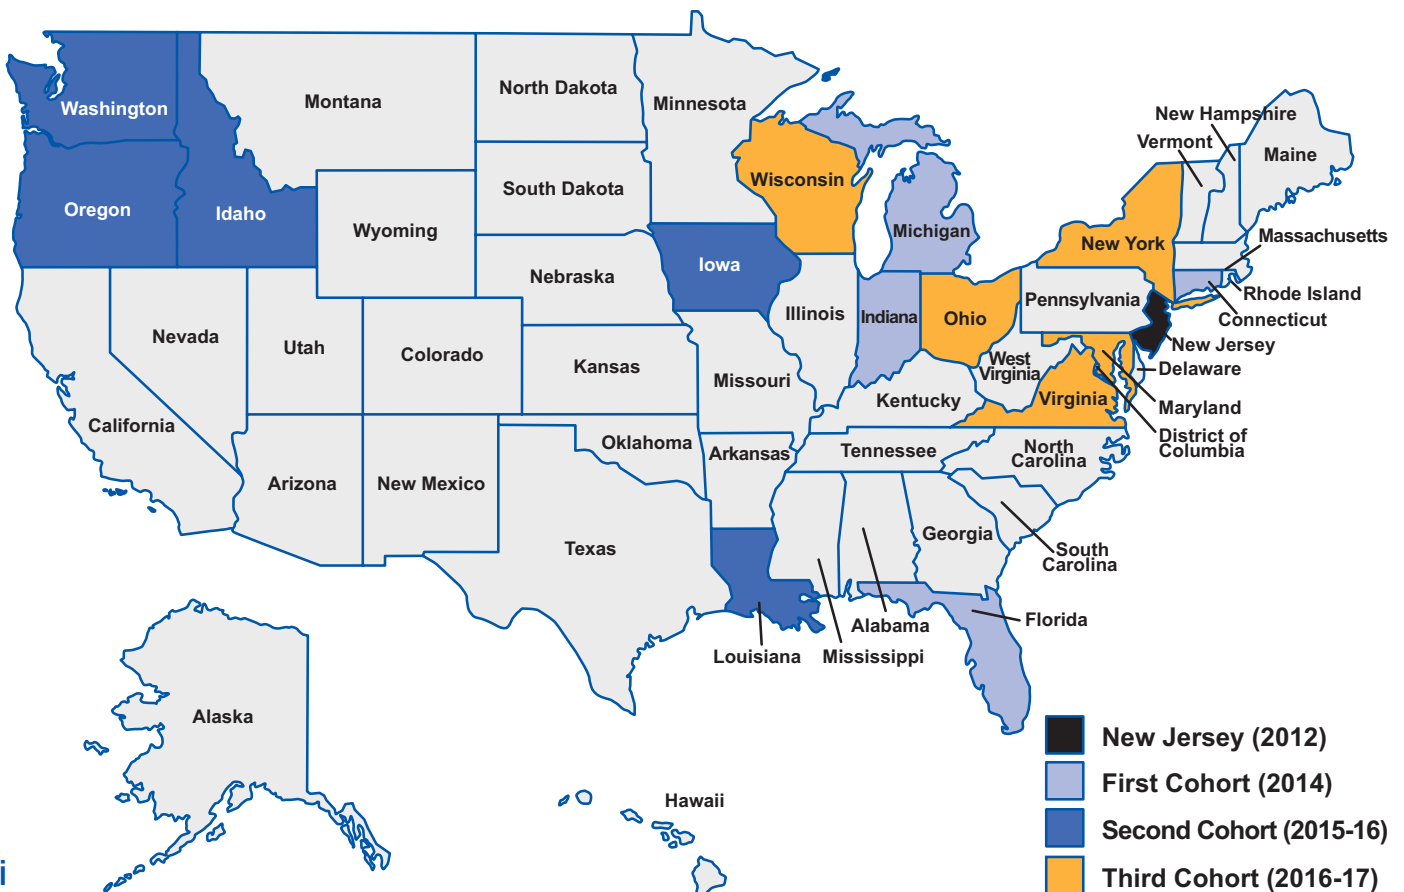 Washington
Montana
North Dakota
Minnesota
New Hampshire
Vermont
Maine
Oregon
Idaho
Wyoming
South Dakota
Wisconsin
Michigan
New York
Massachusetts
Nebraska
Iowa
Illinois
Indiana
Ohio
Pennsylvania
Rhode Island
Connecticut
New Jersey
Delaware
Nevada
Utah
Colorado
Kansas
Missouri
West
Virginia
Kentucky
Virginia
Maryland
District of
Columbia
California
Arizona
New Mexico
Oklahoma
Arkansas
Tennessee
North
Carolina
Texas
Georgia
South
Carolina
Louisiana
Mississippi
Alabama
Florida
Alaska
Hawaii
New Jersey (2012)
First Cohort (2014)
Second Cohort (2015-16)
Third Cohort (2016-17)
i